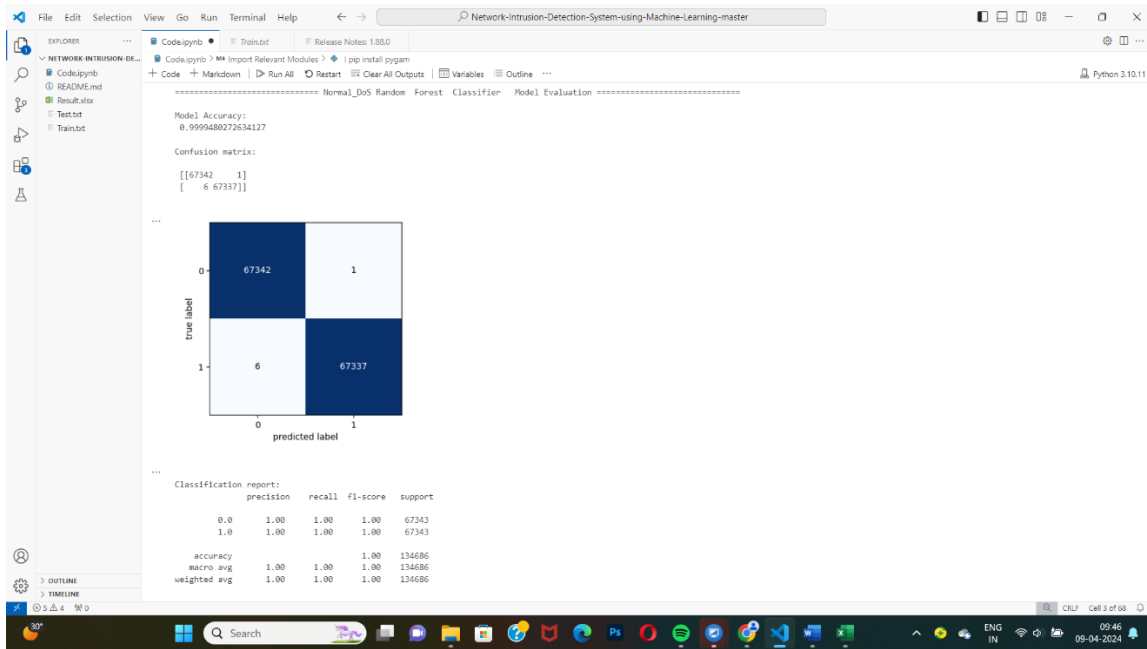 File Edit Selection View Go Run Terminal Help
Network-Intrusion-Detection-System-using-Machine-Learning-master
EXPLORER
Code.ipynb Train.txt Release Notes: 1.88.0
NETWORK-INTRUSION-DE...
Code.ipynb
README.md
Result.xlsx
Test.txt
Train.txt
Code.ipynb > M↓ Import Relevant Modules > ! pip install pygam
+ Code + Markdown | Run All Restart Clear All Outputs | Variables Outline ...
Python 3.10.11
============================== Normal_DoS Random Forest Classifier Model Evaluation ==============================
Model Accuracy:
0.9999480272634127
Confusion matrix:
[[67342 1]
[ 6 67337]]
...
0 67342 1
true label
1 6 67337
0 1
predicted label
...
Classification report:
precision recall f1-score support
0.0 1.00 1.00 1.00 67343
1.0 1.00 1.00 1.00 67343
accuracy 1.00 134686
macro avg 1.00 1.00 1.00 134686
weighted avg 1.00 1.00 1.00 134686
> OUTLINE
> TIMELINE
5 4 0
CRLF Cell 3 of 68
30°
Search
Ps
ENG
IN
09:46
09-04-2024